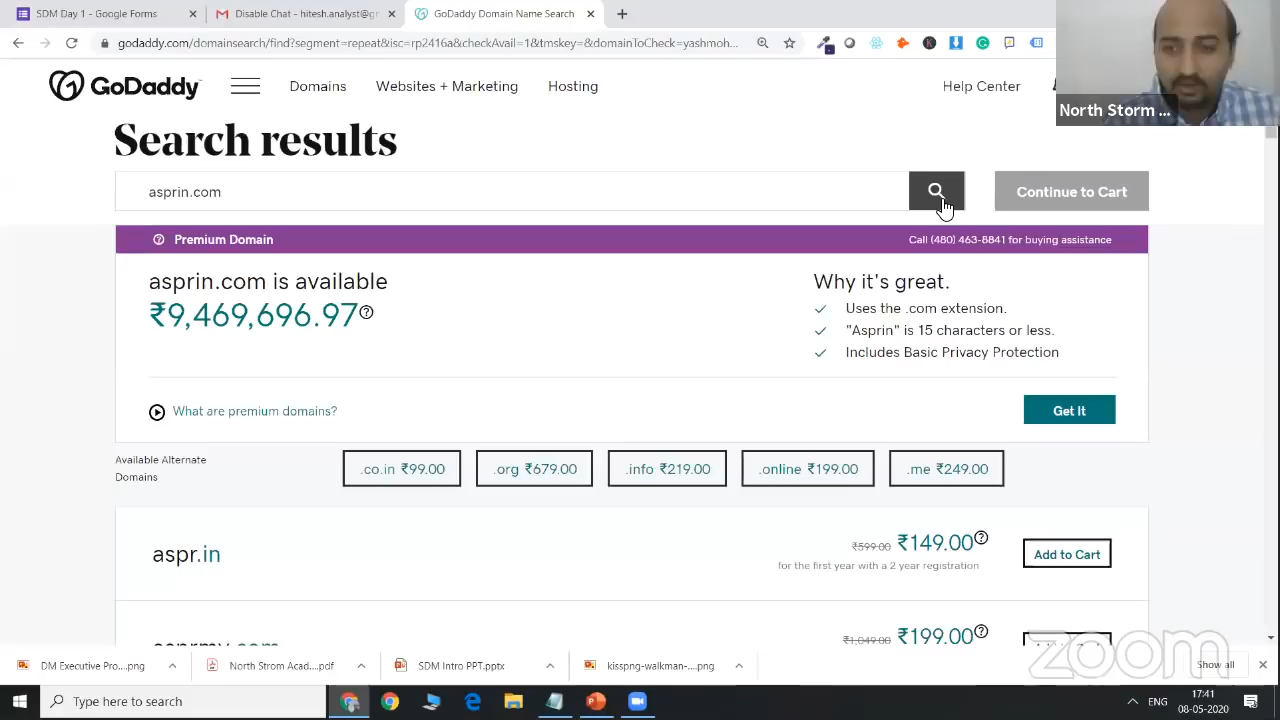 SDM Day 1 - Google Forms
Damini - hitesh.analyst@gr
GoDaddy Domain Name Search
godaddy.com/domainsearch/find?segment=repeat&isc=rp2416a&checkAvail=1&tmskey=&domainToCheck=yashmoh...
GoDaddy
Domains
Websites + Marketing
Hosting
Help Center
North Storm ...
Search results
asprin.com
Continue to Cart
Premium Domain
Call (480) 463-8841 for buying assistance
asprin.com is available
Why it's great.
₹9,469,696.97
Uses the .com extension.
"Asprin" is 15 characters or less.
Includes Basic Privacy Protection
What are premium domains?
Get It
Available Alternate
Domains
.co.in ₹99.00
.org ₹679.00
.info ₹219.00
.online ₹199.00
.me ₹249.00
aspr.in
₹599.00 ₹149.00
for the first year with a 2 year registration
Add to Cart
₹1,049.00 ₹199.00
zoom
DM Executive Pro....png
North Strom Acad....pdf
SDM Intro PPT.pptx
kisspng-walkman-....png
Show all
Type here to search
ENG
17:41
08-05-2020